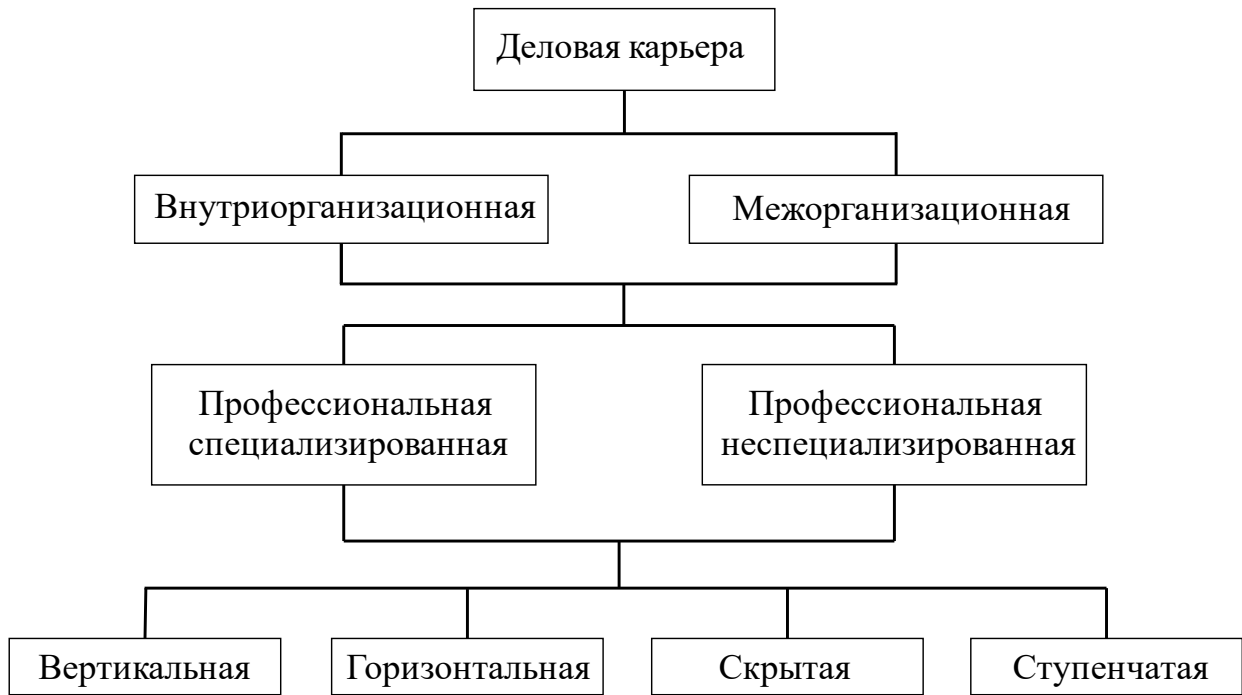 Деловая карьера
Внутриорганизационная
Межорганизационная
Профессиональная
специализированная
Профессиональная
неспециализированная
Вертикальная
Горизонтальная
Скрытая
Ступенчатая